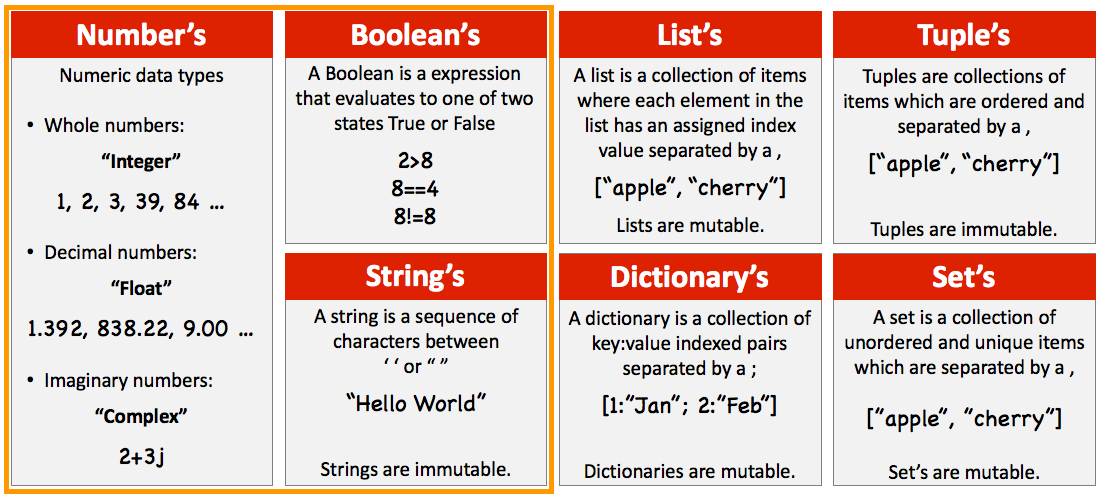 Number's
Numeric data types
• Whole numbers:
“Integer”
1, 2, 3, 39, 84 ...
• Decimal numbers:
“Float”
1.392, 838.22, 9.00 ...
• Imaginary numbers:
“Complex”
2+3j
Boolean's
A Boolean is a expression
that evaluates to one of two
states True or False
2>8
8==4
8!=8
String's
A string is a sequence of
characters between
‘ ‘ or “ ”
“Hello World”
Strings are immutable.
List's
A list is a collection of items
where each element in the
list has an assigned index
value separated by a ,
[“apple”, “cherry”]
Lists are mutable.
Dictionary's
A dictionary is a collection of
key:value indexed pairs
separated by a ;
[1:”Jan”; 2:”Feb”]
Dictionaries are mutable.
Tuple's
Tuples are collections of
items which are ordered and
separated by a ,
[“apple”, “cherry”]
Tuples are immutable.
Set's
A set is a collection of
unordered and unique items
which are separated by a ,
[”apple”, ”cherry”]
Set's are mutable.